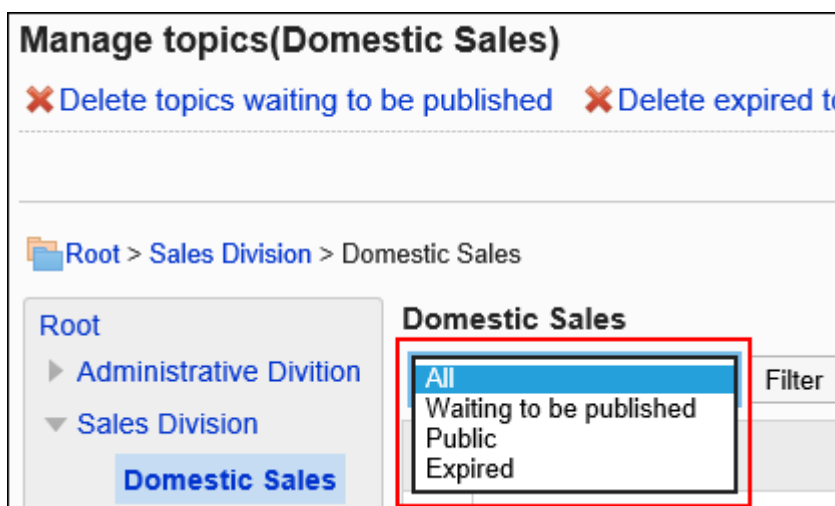 Manage topics(Domestic Sales)
Delete topics waiting to be published Delete expired
Root > Sales Division > Domestic Sales
Root
Administrative Divition
Sales Division
Domestic Sales
Domestic Sales
All
Waiting to be published
Public
Expired
Filter